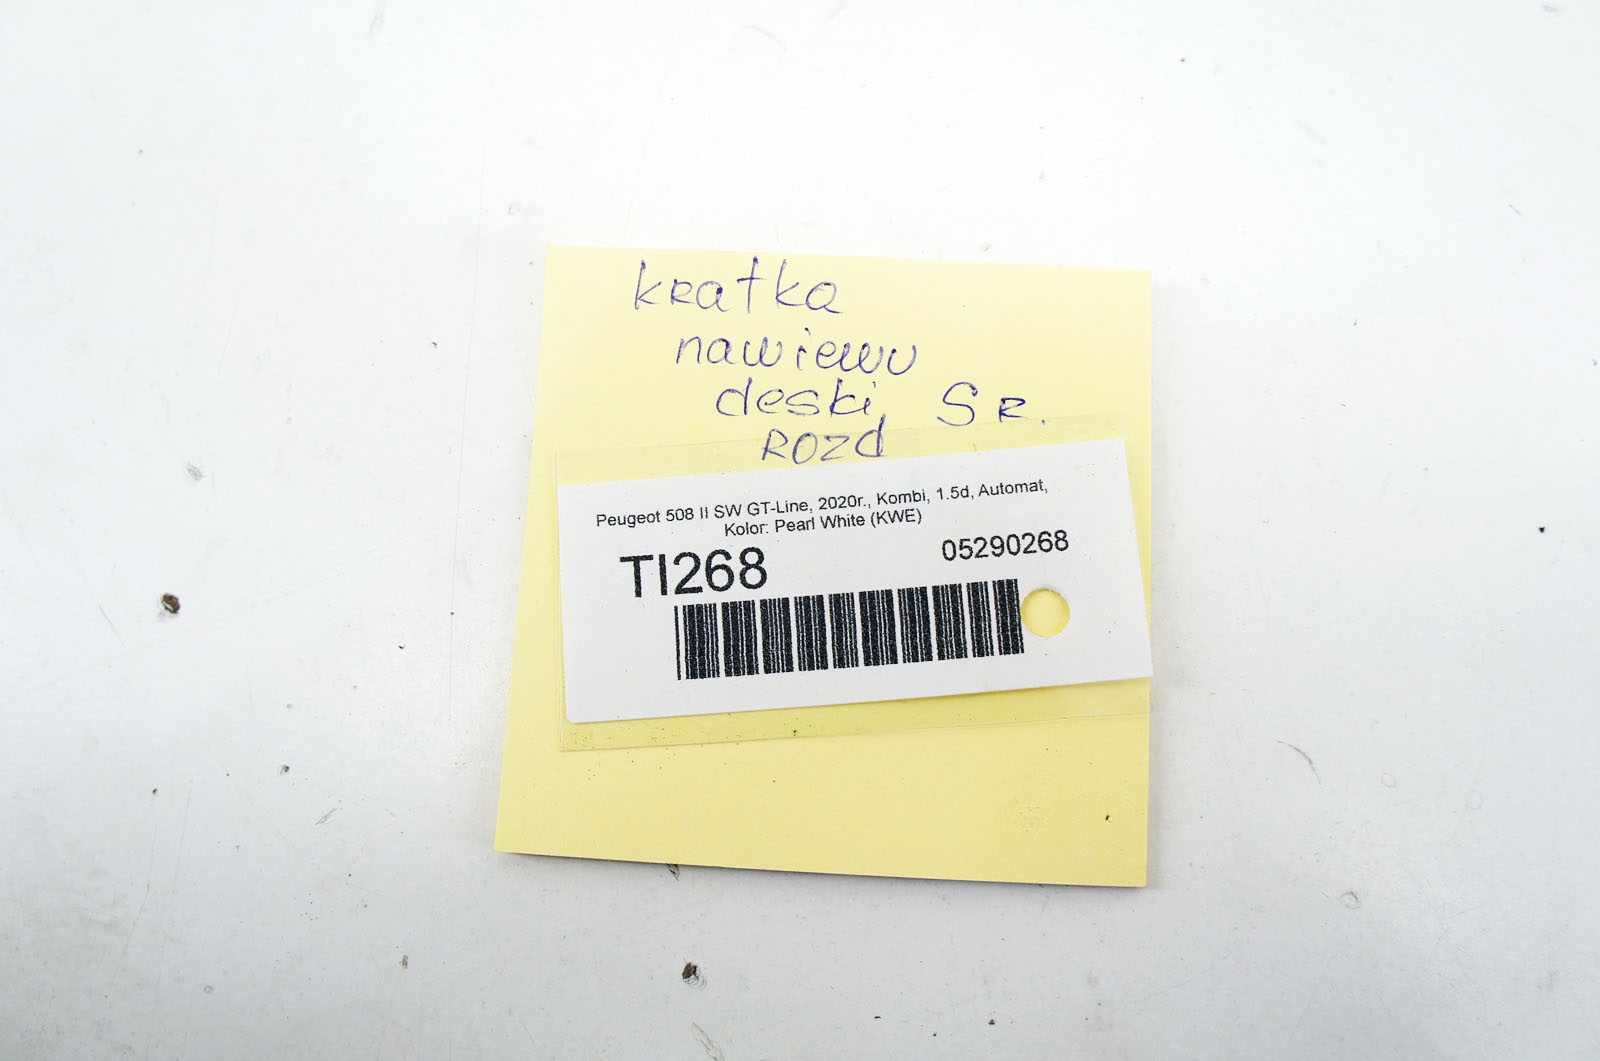 kratka
nawiewu
deski, SR.
ROZD
Peugeot 508 II SW GT-Line, 2020r., Kombi, 1.5d, Automat,
Kolor: Pearl White (KWE)
TI268 05290268